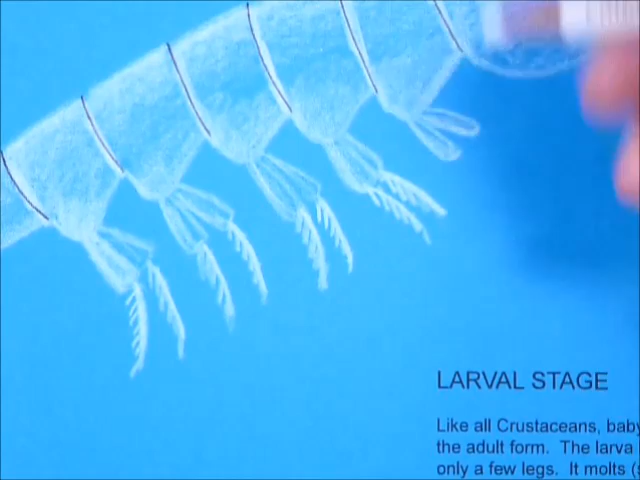 LARVAL STAGE
Like all Crustaceans, baby
the adult form. The larva
only a few legs. It molts (